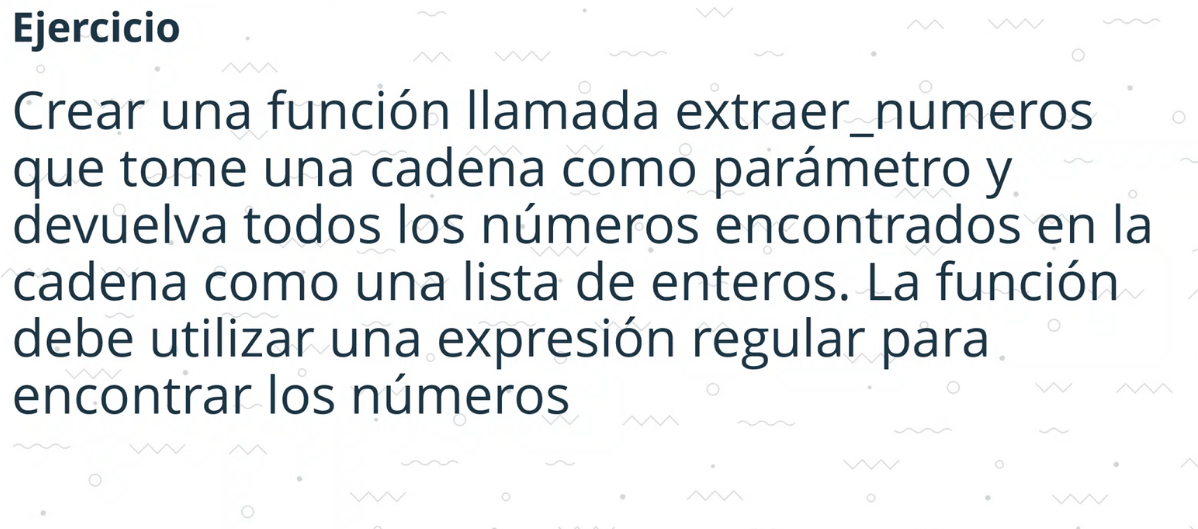 Ejercicio
Crear una función llamada extraer_numeros
que tome una cadena como parámetro y
devuelva todos los números encontrados en la
cadena como una lista de enteros. La función
debe utilizar una expresión regular para
encontrar los números